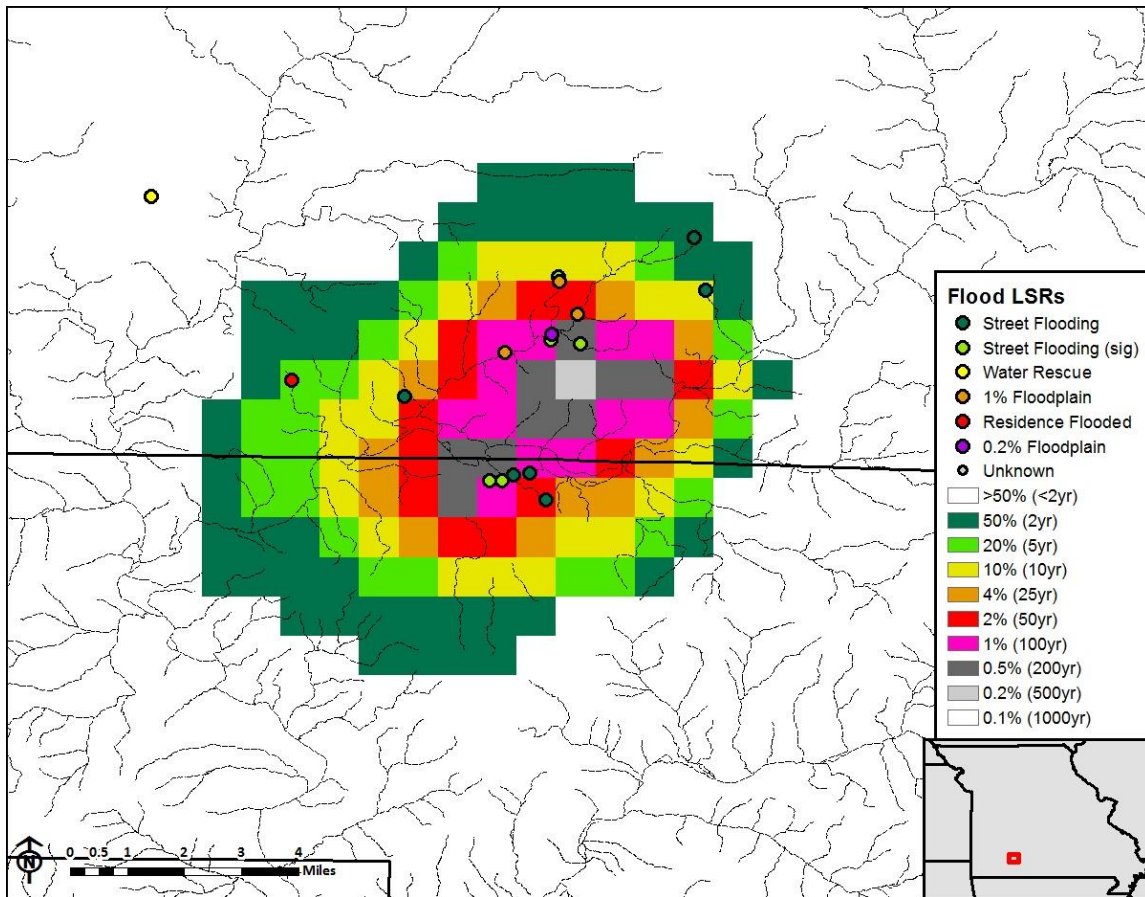 Flood LSRs
Street Flooding
Street Flooding (sig)
Water Rescue
1% Floodplain
Residence Flooded
0.2% Floodplain
Unknown
>50% (<2yr)
50% (2yr)
20% (5yr)
10% (10yr)
4% (25yr)
2% (50yr)
1% (100yr)
0.5% (200yr)
0.2% (500yr)
0.1% (1000yr)
N
0 0.5 1 2 3 4
Miles